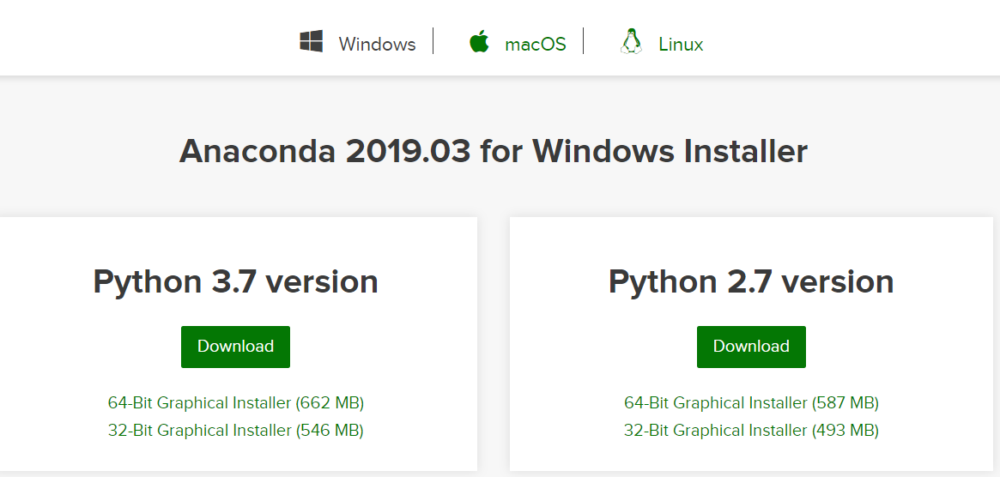 Windows macOS Linux
Anaconda 2019.03 for Windows Installer
Python 3.7 version
Download
64-Bit Graphical Installer (662 MB)
32-Bit Graphical Installer (546 MB)
Python 2.7 version
Download
64-Bit Graphical Installer (587 MB)
32-Bit Graphical Installer (493 MB)